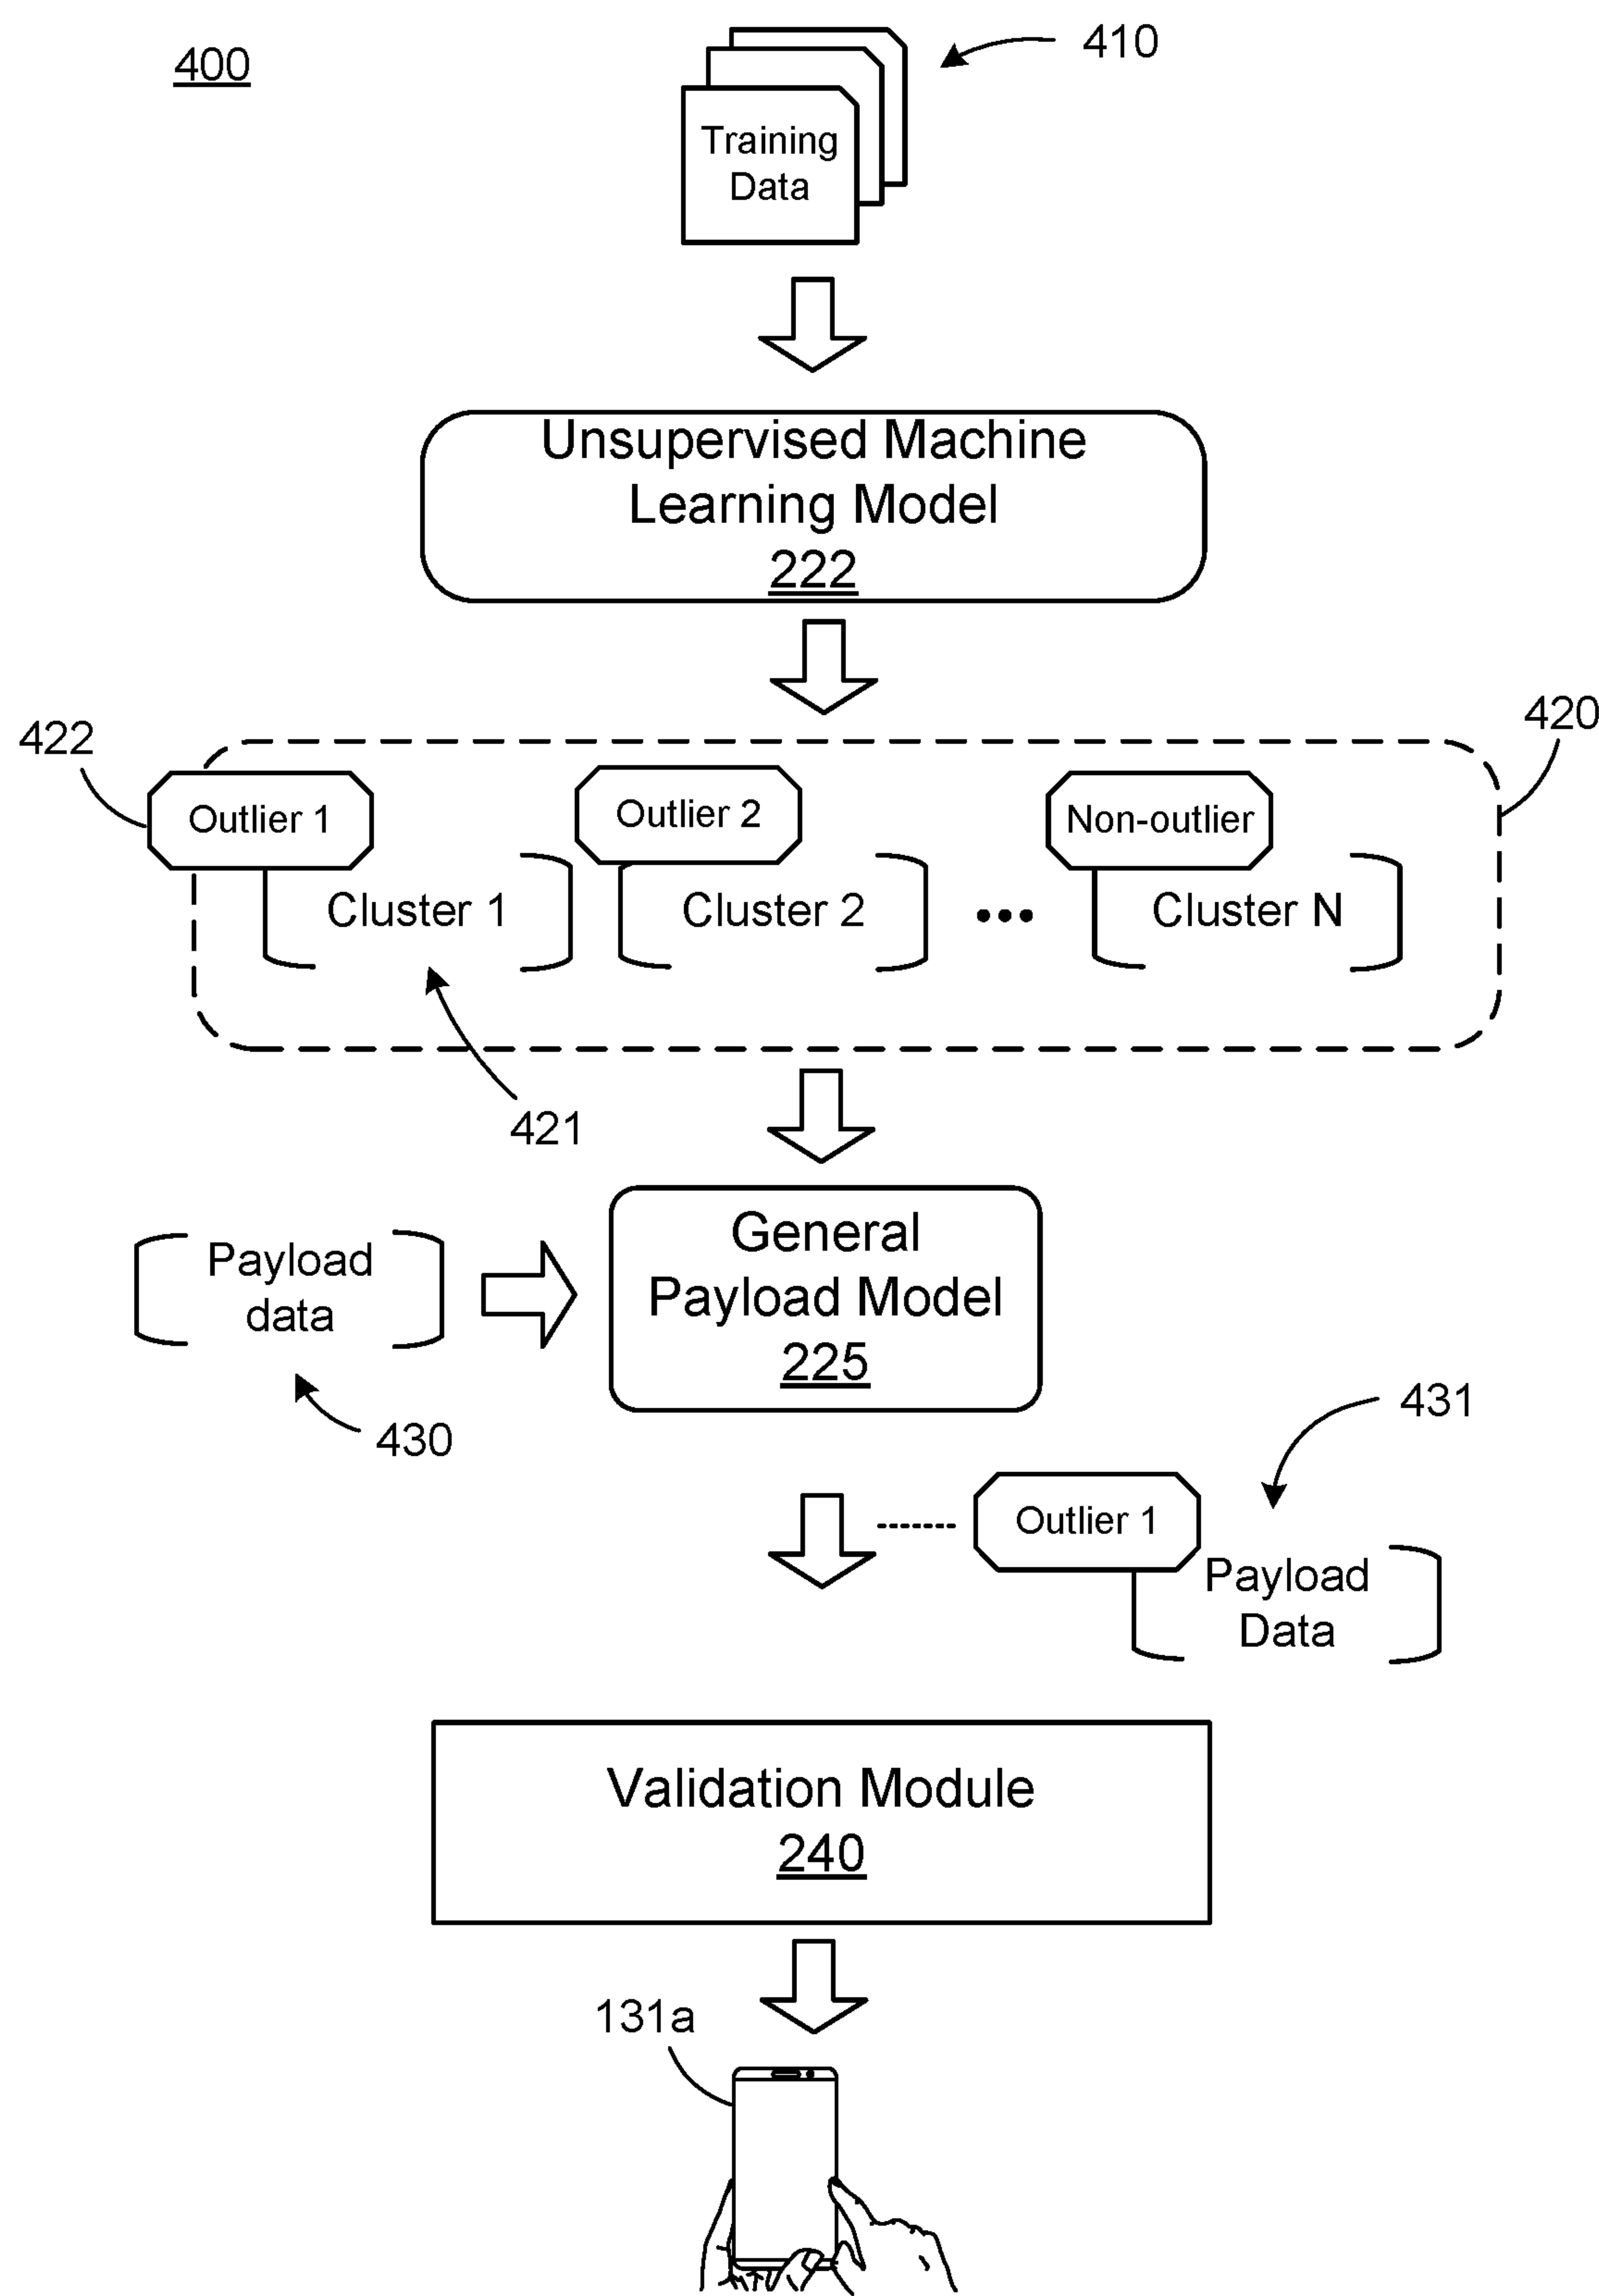 400
410
Training
Data
Unsupervised Machine
Learning Model
222
422
420
Outlier 1
Outlier 2
Non-outlier
Cluster 1
Cluster 2
•••
Cluster N
421
General
Payload Model
225
Payload
data
430
431
Outlier 1
Payload
Data
Validation Module
240
131a